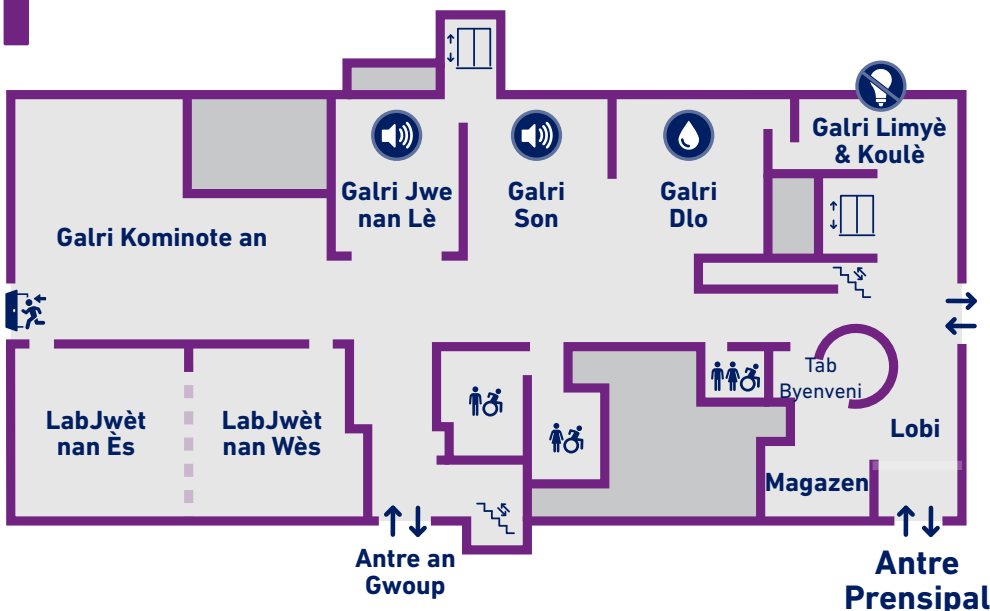 Galri Limyè
& Koulè
Galri Jwe
nan Lè
Galri
Son
Galri
Dlo
Galri Kominote an
Tab
Byenveni
LabJwèt
nan Ès
LabJwèt
nan Wès
Lobi
Magazen
Antre an
Gwoup
Antre
Prensipal